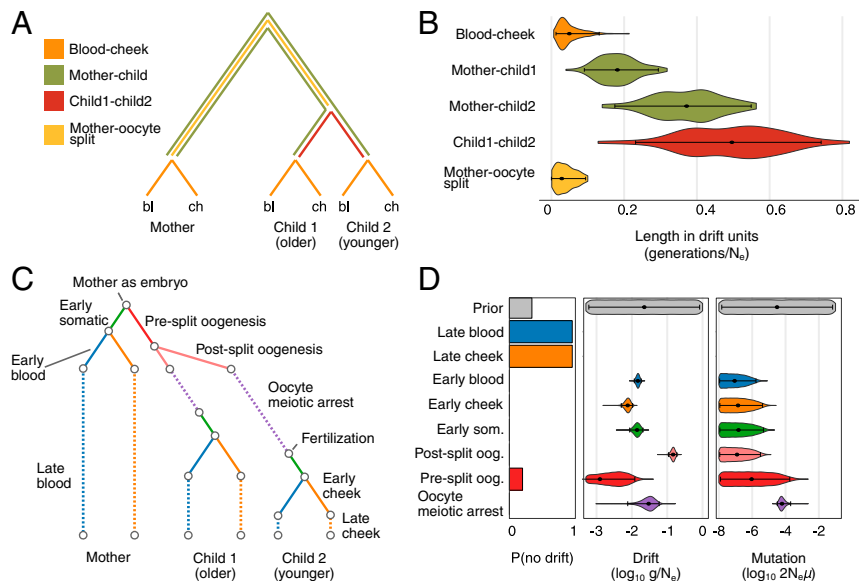 A
Blood-cheek
Mother-child
Child1-child2
Mother-oocyte
split
bl
ch
bl
ch
bl
ch
Mother
Child 1
(older)
Child 2
(younger)
B
Blood-cheek
Mother-child1
Mother-child2
Child1-child2
Mother-oocyte
split
0 0.2 0.4 0.6 0.8
Length in drift units
(generations/Ne)
C
Mother as embryo
Early
somatic
Pre-split oogenesis
Post-split oogenesis
Early
blood
Oocyte
meiotic arrest
Fertilization
Late
blood
Early
cheek
Late
cheek
Mother
Child 1
(older)
Child 2
(younger)
D
Prior
Late blood
Late cheek
Early blood
Early cheek
Early som.
Post-split oog.
Pre-split oog.
Oocyte
meiotic arrest
0 1
P(no drift)
-3 -2 -1 0
Drift
(log10 g/Ne)
-8 -6 -4 -2
Mutation
(log10 2Neμ)